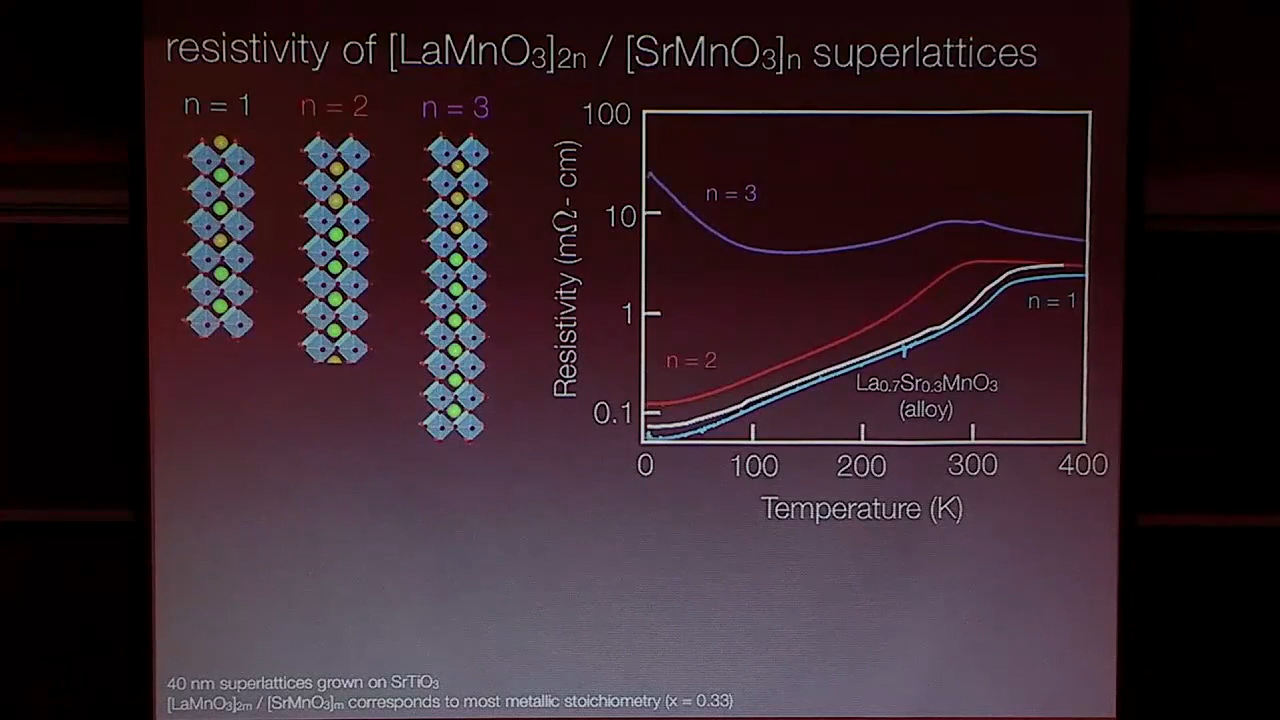 resistivity of [LaMnO₃]₂ₙ / [SrMnO₃]ₙ superlattices
n = 1
n = 2
n = 3
100
10
1
0.1
Resistivity (mΩ - cm)
n = 3
n = 2
n = 1
La₀.₇Sr₀.₃MnO₃
(alloy)
0
100
200
300
400
Temperature (K)
40 nm superlattices grown on SrTiO₃
[LaMnO₃]₂ₘ / [SrMnO₃]ₘ corresponds to most metallic stoichiometry (x = 0.33)